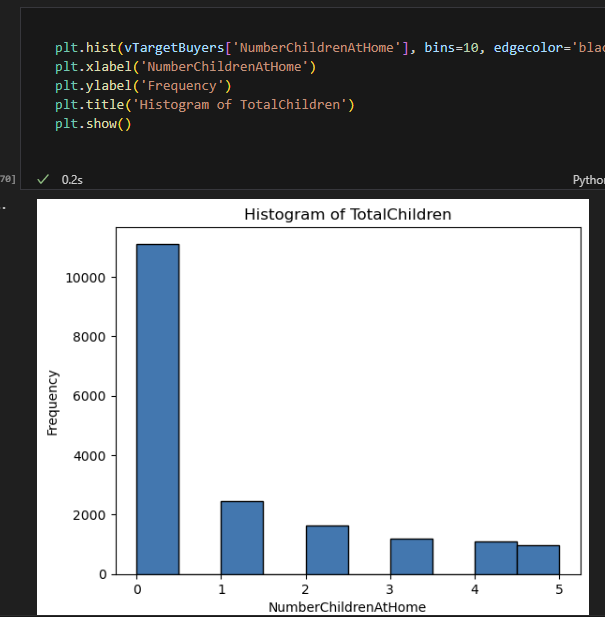 plt.hist(vTargetBuyers['NumberChildrenAtHome'], bins=10, edgecolor='blac
plt.xlabel('NumberChildrenAtHome')
plt.ylabel('Frequency')
plt.title('Histogram of TotalChildren')
plt.show()
70]
0.2s
Pytho
Histogram of TotalChildren
Frequency
10000
8000
6000
4000
2000
0
0 1 2 3 4 5
NumberChildrenAtHome